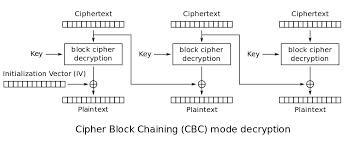 Ciphertext Ciphertext Ciphertext
Key block cipher decryption Key block cipher decryption Key block cipher decryption
Initialization Vector (IV)
Plaintext Plaintext Plaintext
Cipher Block Chaining (CBC) mode decryption